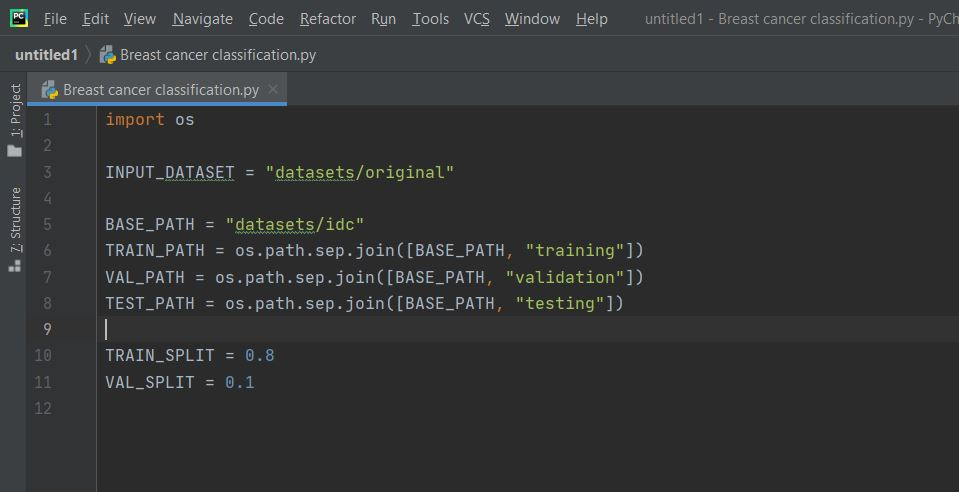 PC File Edit View Navigate Code Refactor Run Tools VCS Window Help untitled1 - Breast cancer classification.py - PyCh
untitled1 Breast cancer classification.py
Breast cancer classification.py
1: Project
7: Structure
1 import os
2
3 INPUT_DATASET = "datasets/original"
4
5 BASE_PATH = "datasets/idc"
6 TRAIN_PATH = os.path.sep.join([BASE_PATH, "training"])
7 VAL_PATH = os.path.sep.join([BASE_PATH, "validation"])
8 TEST_PATH = os.path.sep.join([BASE_PATH, "testing"])
9
10 TRAIN_SPLIT = 0.8
11 VAL_SPLIT = 0.1
12